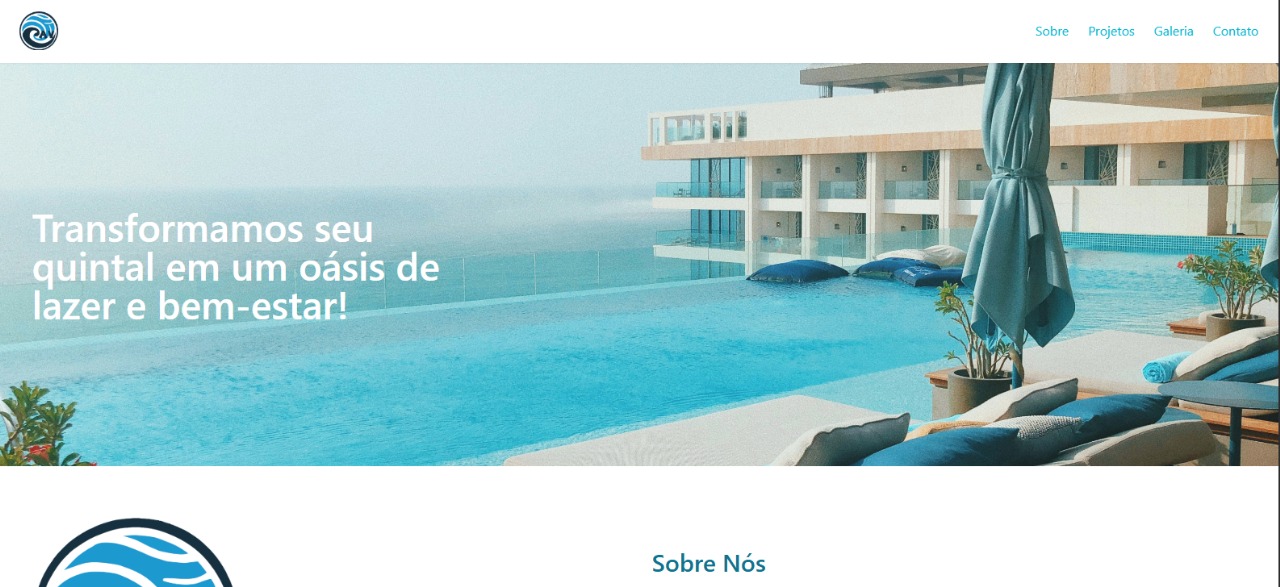 Sobre Projetos Galeria Contato
Transformamos seu
quintal em um oásis de
lazer e bem-estar!
Sobre Nós